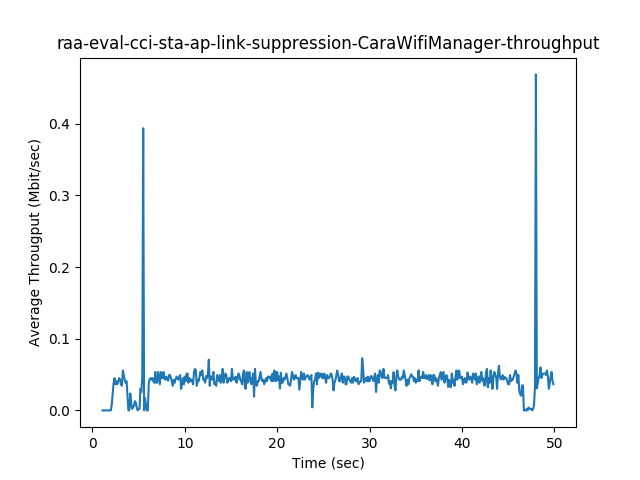 raa-eval-cci-sta-ap-link-suppression-CaraWifiManager-throughput
Average Througput (Mbit/sec)
0.4
0.3
0.2
0.1
0.0
0 10 20 30 40 50
Time (sec)